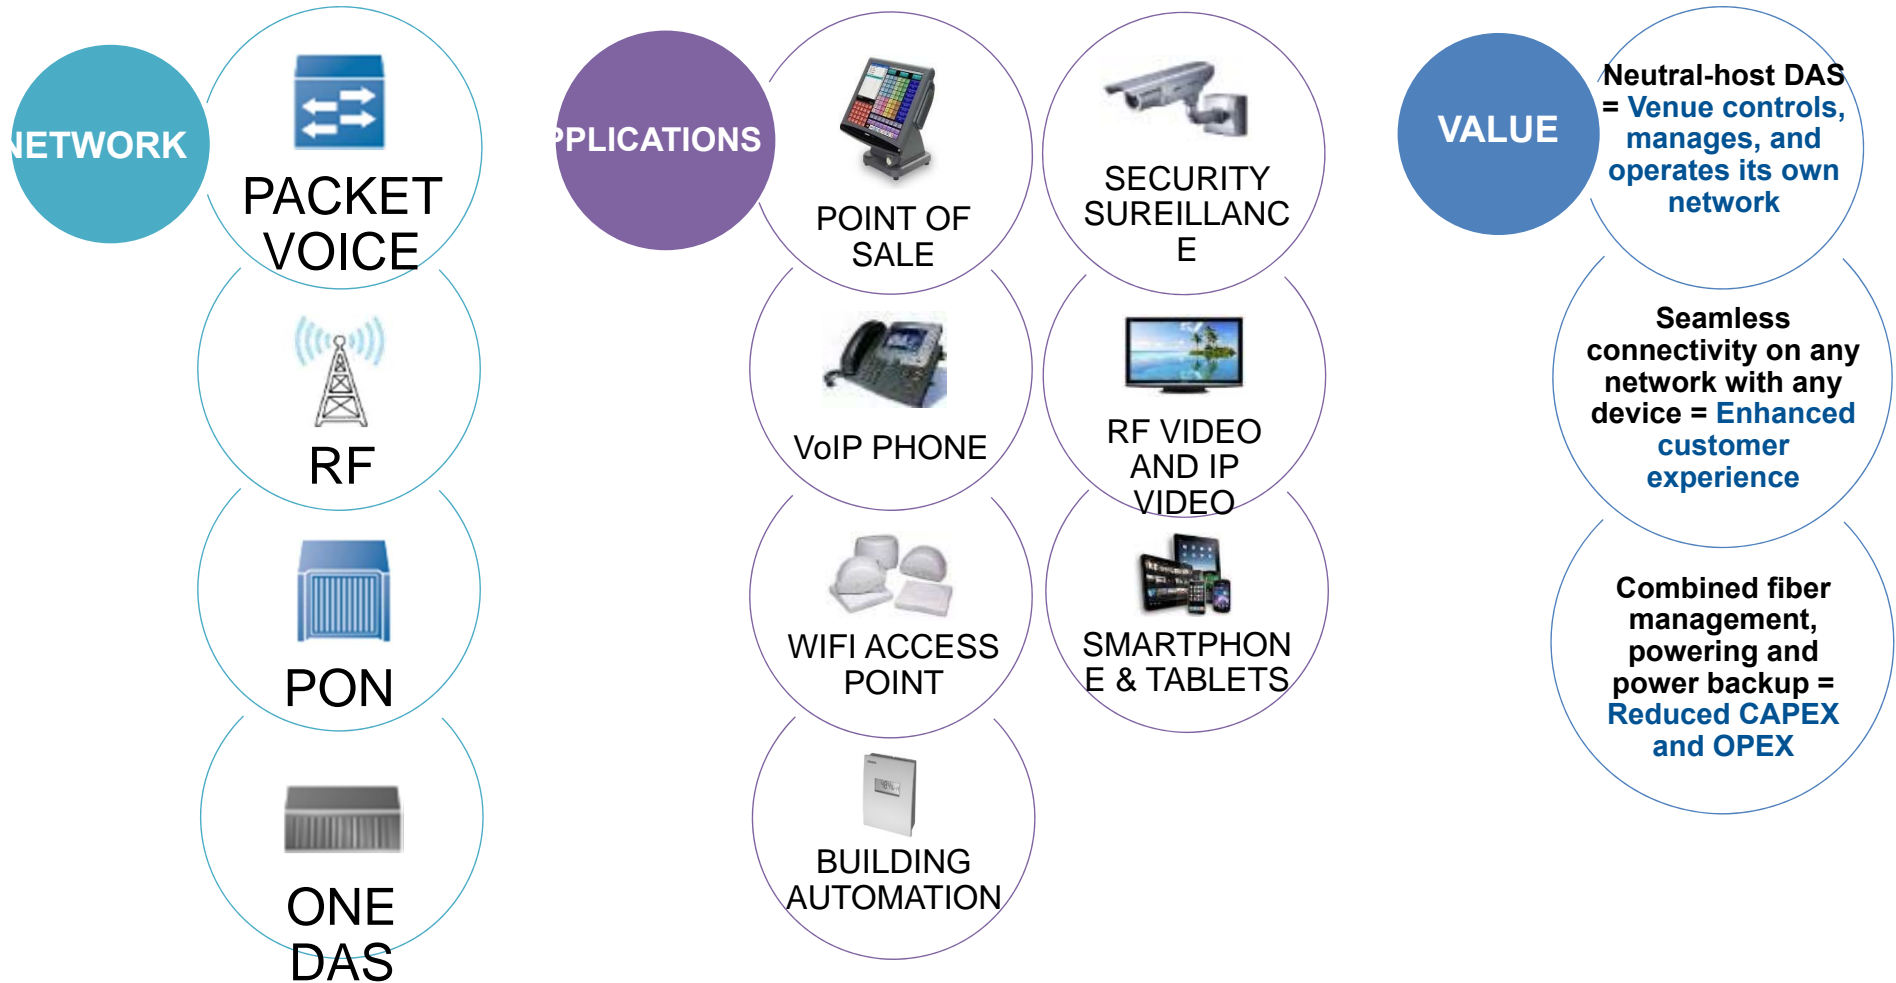 NETWORK
PACKET
VOICE
RF
PON
ONE
DAS
PPLICATIONS
POINT OF
SALE
VoIP PHONE
WIFI ACCESS
POINT
BUILDING
AUTOMATION
SECURITY
SUREILLANC
E
RF VIDEO
AND IP
VIDEO
SMARTPHON
E & TABLETS
VALUE
Neutral-host DAS
= Venue controls,
manages, and
operates its own
network
Seamless
connectivity on any
network with any
device = Enhanced
customer
experience
Combined fiber
management,
powering and
power backup =
Reduced CAPEX
and OPEX